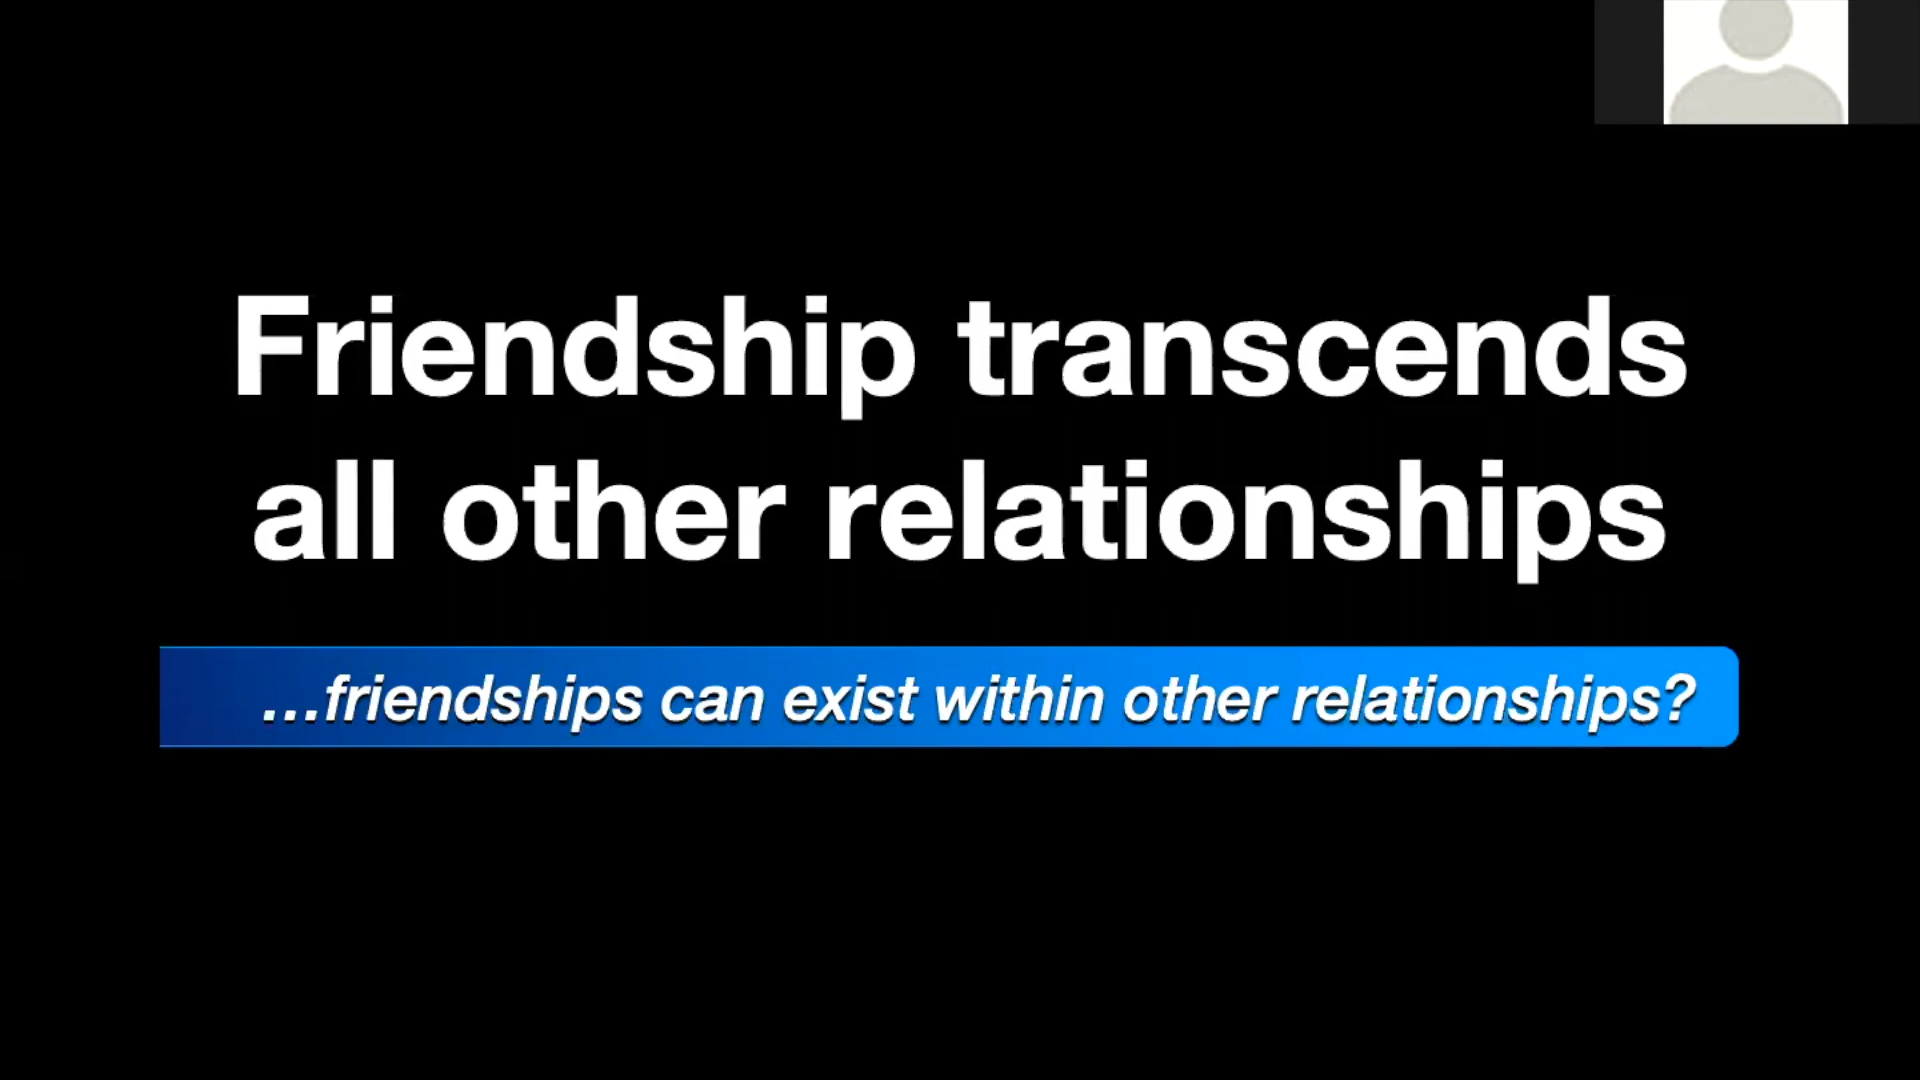 Friendship transcends
all other relationships
...friendships can exist within other relationships?